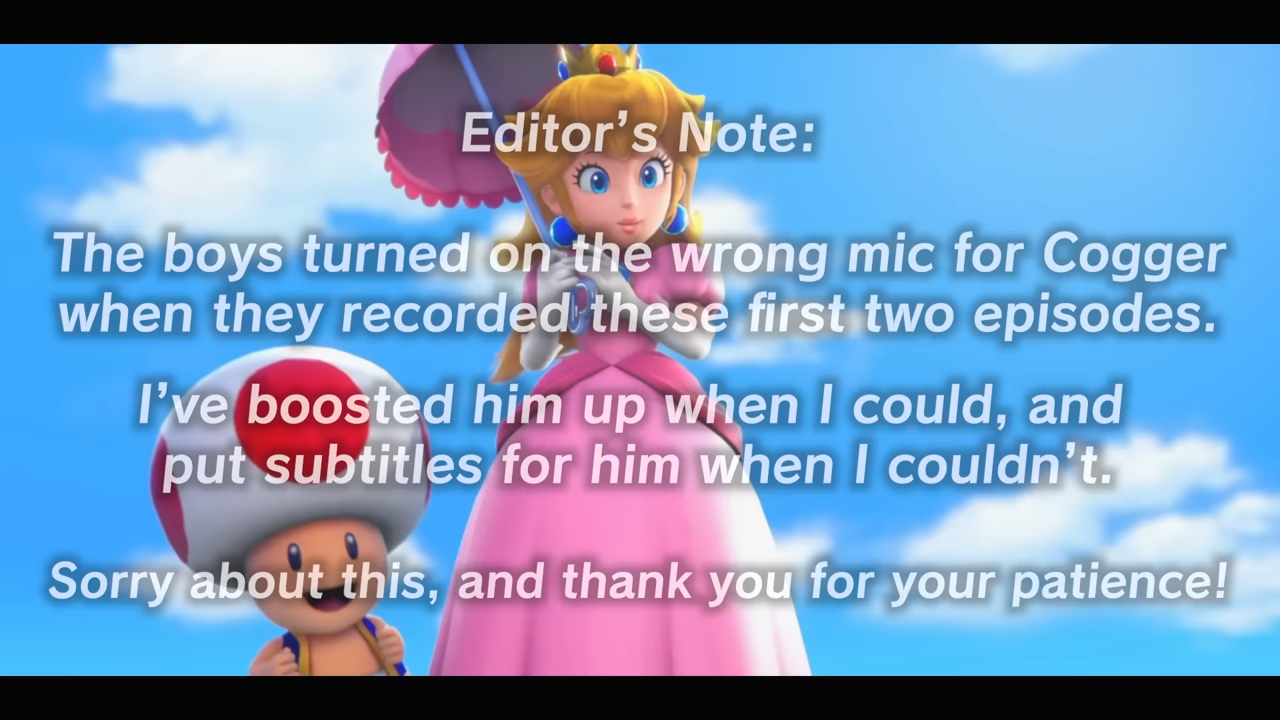 Editor’s Note:
The boys turned on the wrong mic for Cogger
when they recorded these first two episodes.
I’ve boosted him up when I could, and
put subtitles for him when I couldn’t.
Sorry about this, and thank you for your patience!